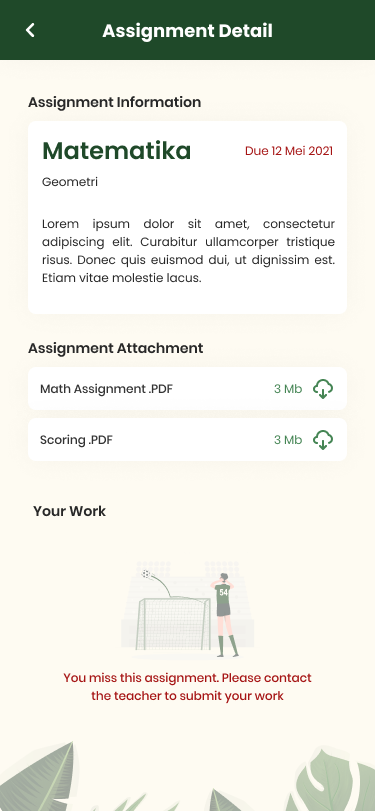 Assignment Detail
Assignment Information
Matematika
Due 12 Mei 2021
Geometri
Lorem ipsum dolor sit amet, consectetur
adipiscing elit. Curabitur ullamcorper tristique
risus. Donec quis euismod dui, ut dignissim est.
Etiam vitae molestie lacus.
Assignment Attachment
Math Assignment .PDF 3 Mb
Scoring .PDF 3 Mb
Your Work
54
You miss this assignment. Please contact
the teacher to submit your work